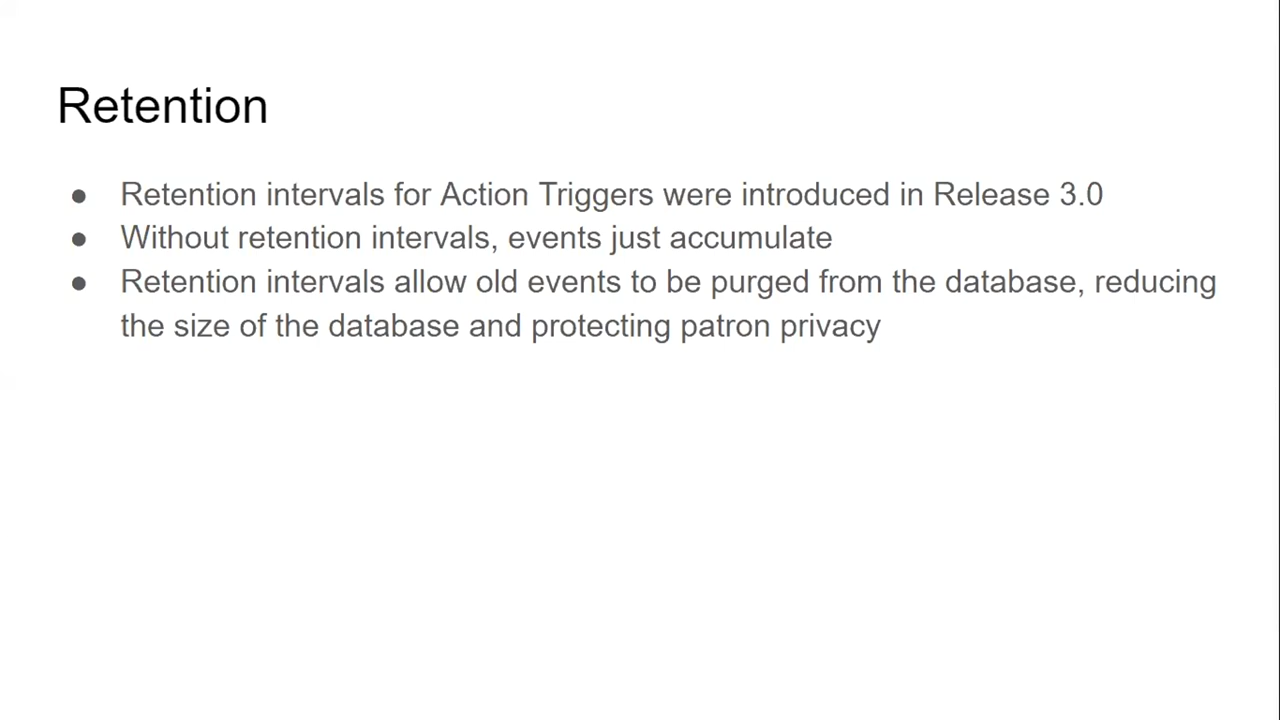 Retention
● Retention intervals for Action Triggers were introduced in Release 3.0
● Without retention intervals, events just accumulate
● Retention intervals allow old events to be purged from the database, reducing
the size of the database and protecting patron privacy